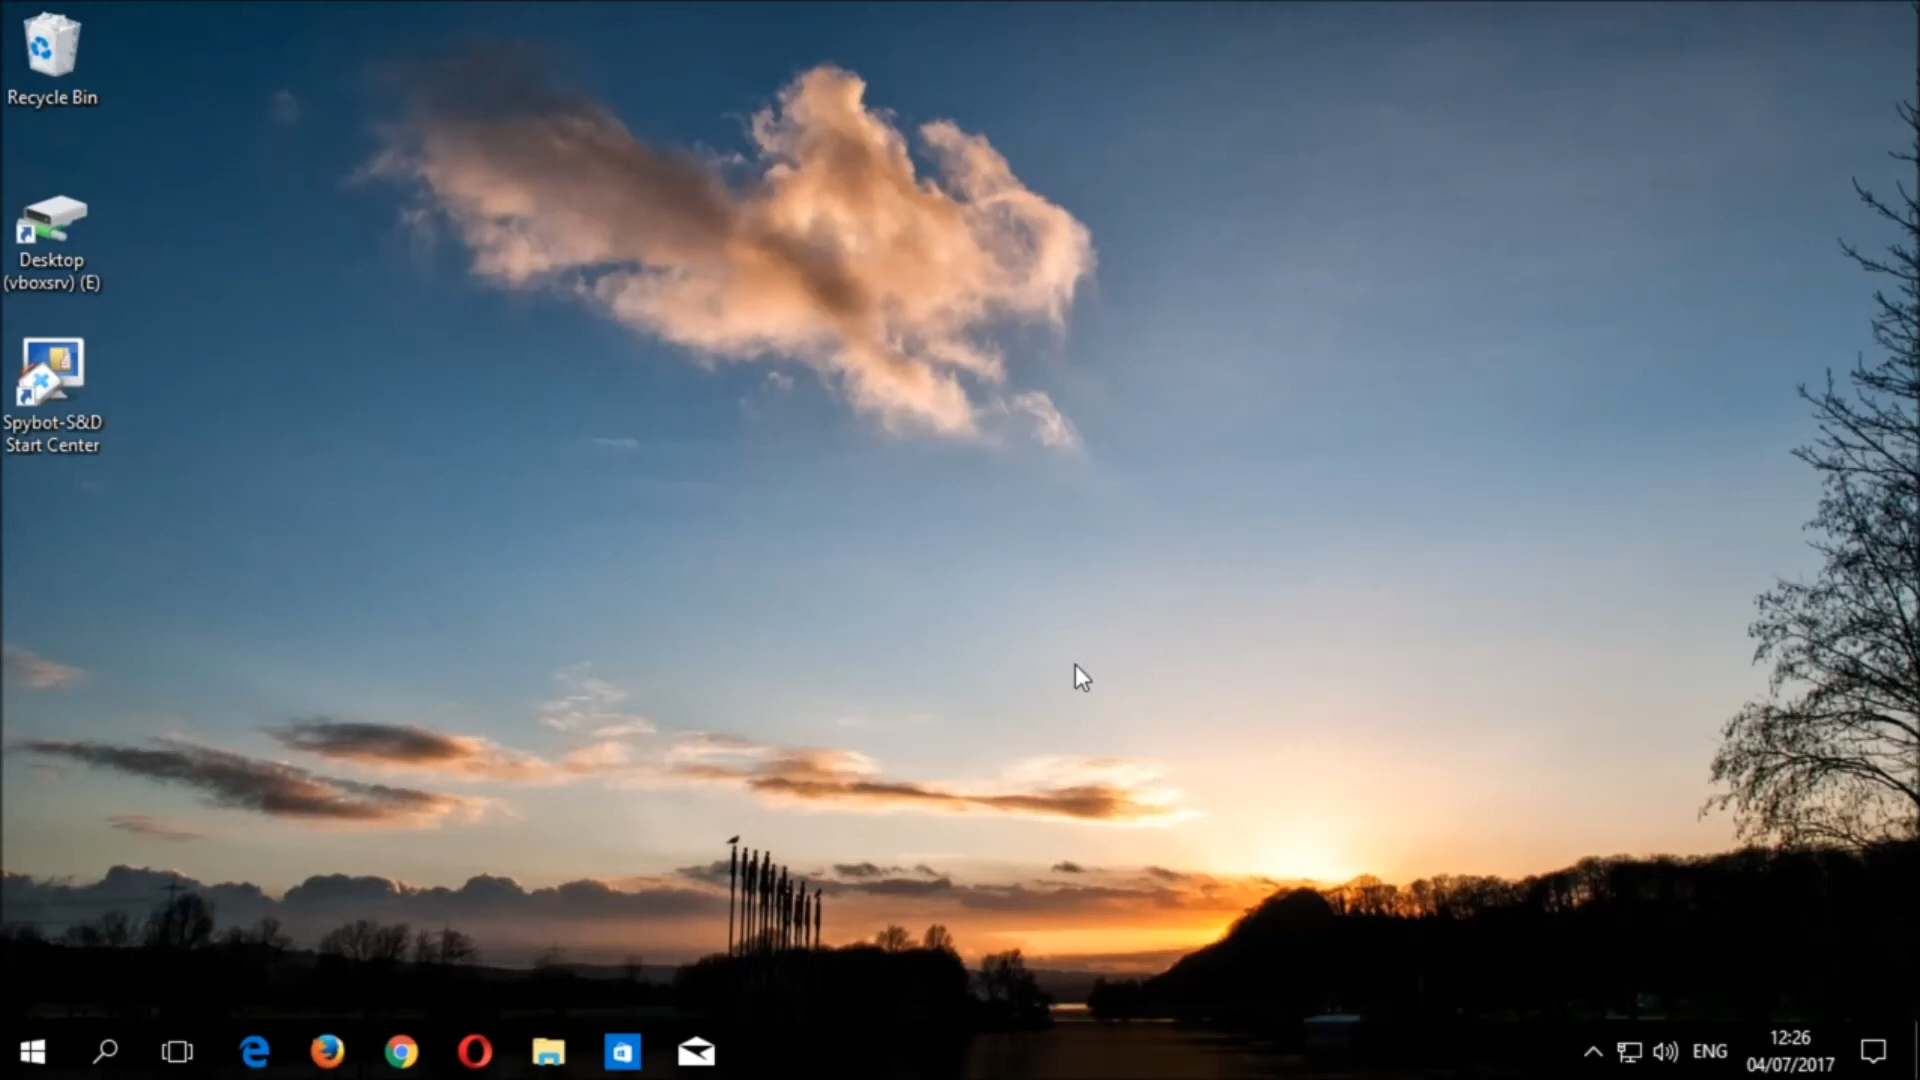 Recycle Bin
Desktop
(vboxsrv) (E)
Spybot-S&D
Start Center
ENG
12:26
04/07/2017